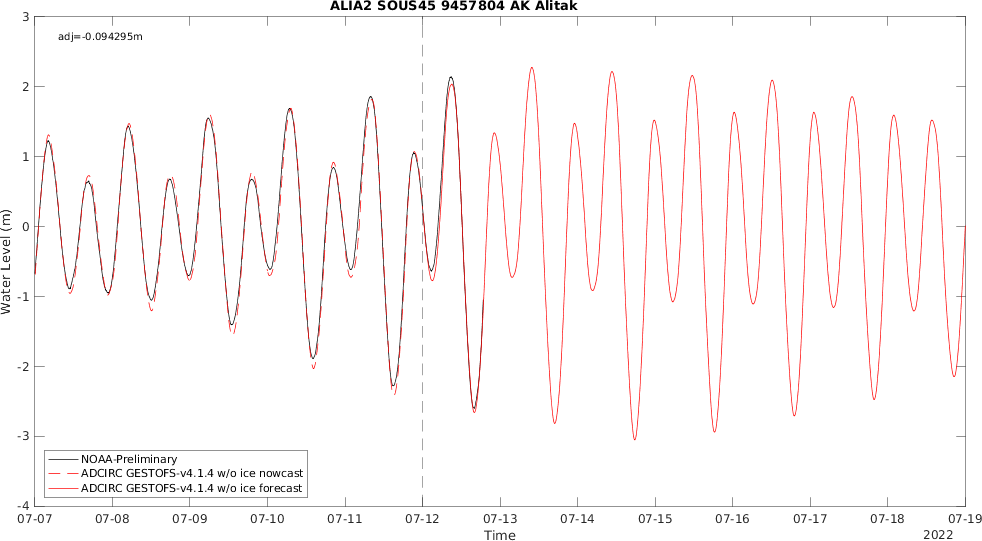 ALIA2 SOUS45 9457804 AK Alitak
adj=-0.094295m
3
2
1
0
-1
-2
-3
-4
Water Level (m)
NOAA-Preliminary
ADCIRC GESTOFS-v4.1.4 w/o ice nowcast
ADCIRC GESTOFS-v4.1.4 w/o ice forecast
07-07 07-08 07-09 07-10 07-11 07-12 07-13 07-14 07-15 07-16 07-17 07-18 07-19
Time
2022